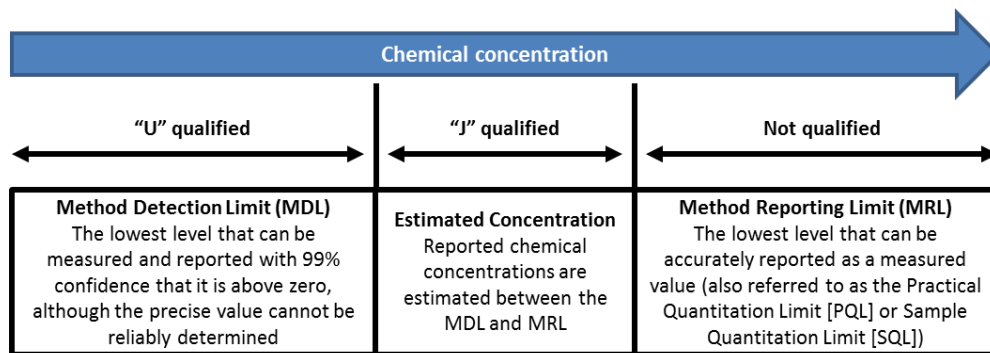 Chemical concentration
“U” qualified
“J” qualified
Not qualified
Method Detection Limit (MDL)
The lowest level that can be
measured and reported with 99%
confidence that it is above zero,
although the precise value cannot be
reliably determined
Estimated Concentration
Reported chemical
concentrations are
estimated between the
MDL and MRL
Method Reporting Limit (MRL)
The lowest level that can be
accurately reported as a measured
value (also referred to as the Practical
Quantitation Limit [PQL] or Sample
Quantitation Limit [SQL])